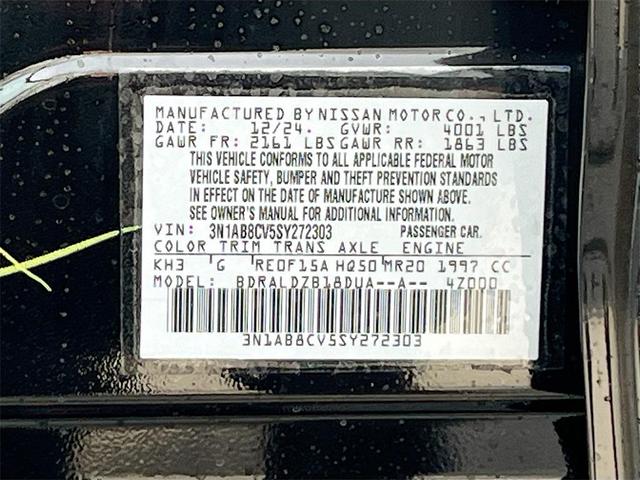 MANUFACTURED BY NISSAN MOTOR CO., LTD.
DATE: 12/24. GVWR: 4001 LBS
GAWR FR: 2161 LBS GAWR RR: 1863 LBS
THIS VEHICLE CONFORMS TO ALL APPLICABLE FEDERAL MOTOR
VEHICLE SAFETY, BUMPER AND THEFT PREVENTION STANDARDS
IN EFFECT ON THE DATE OF MANUFACTURE SHOWN ABOVE.
SEE OWNER'S MANUAL FOR ADDITIONAL INFORMATION.
VIN: 3N1AB8CV5SY272303 PASSENGER CAR.
COLOR TRIM TRANS AXLE ENGINE
KH3 G RE0F15A HQ50 MR20 1997 CC
MODEL: BDRALDZB18DUA--A-- 4Z000
3N1AB8CV5SY272303